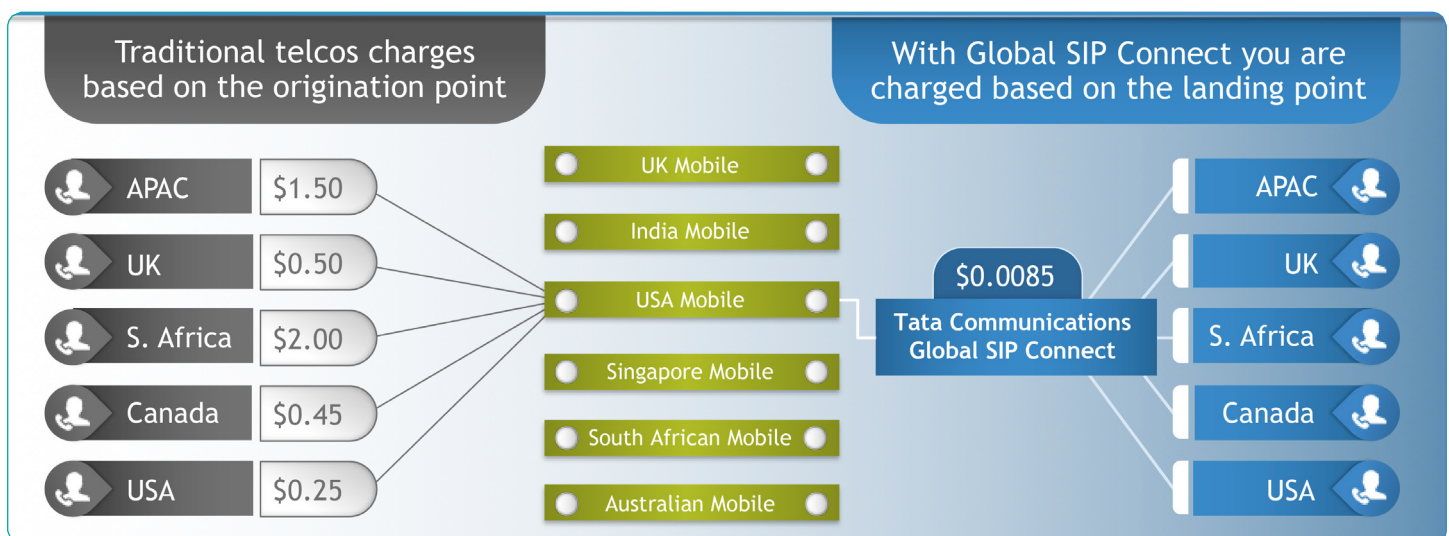 Traditional telcos charges
based on the origination point
With Global SIP Connect you are
charged based on the landing point
APAC $1.50
UK $0.50
S. Africa $2.00
Canada $0.45
USA $0.25
UK Mobile
India Mobile
USA Mobile
Singapore Mobile
South African Mobile
Australian Mobile
$0.0085
Tata Communications
Global SIP Connect
APAC
UK
S. Africa
Canada
USA